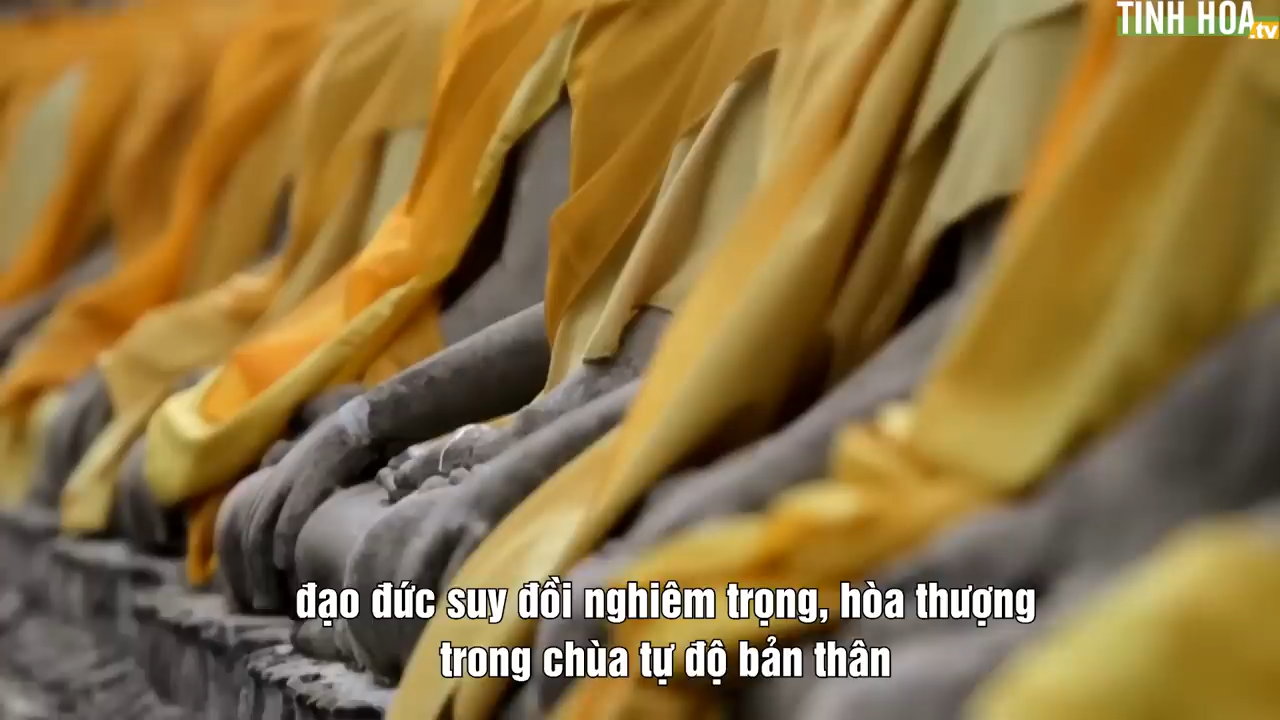 TINH HOA
.tv
đạo đức suy đồi nghiêm trọng, hòa thượng
trong chùa tự độ bản thân